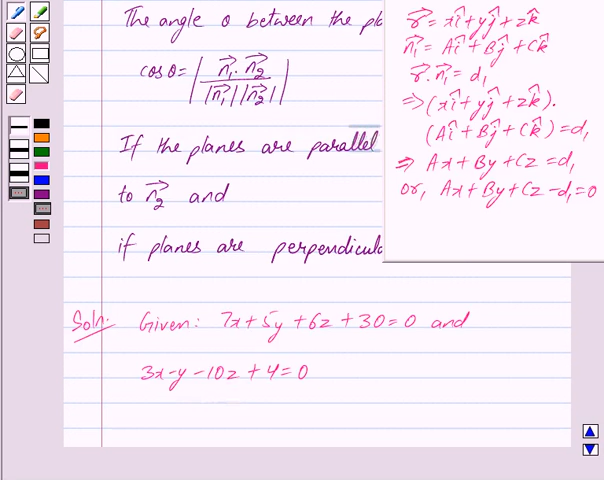 The angle θ between the pla
cosθ = | n₁⃗ . n₂⃗ / |n₁⃗| |n₂⃗| |
If the planes are parallel
to n₂⃗ and
if planes are perpendicula
r⃗ = xî + yĵ + zk̂
n₁⃗ = Aî + Bĵ + Ck̂
r⃗ . n₁⃗ = d₁
⇒ (xî + yĵ + zk̂).
(Aî + Bĵ + Ck̂) = d₁
⇒ Ax + By + Cz = d₁
or, Ax + By + Cz - d₁ = 0
Soln. Given: 7x + 5y + 6z + 30 = 0 and
3x - y - 10z + 4 = 0